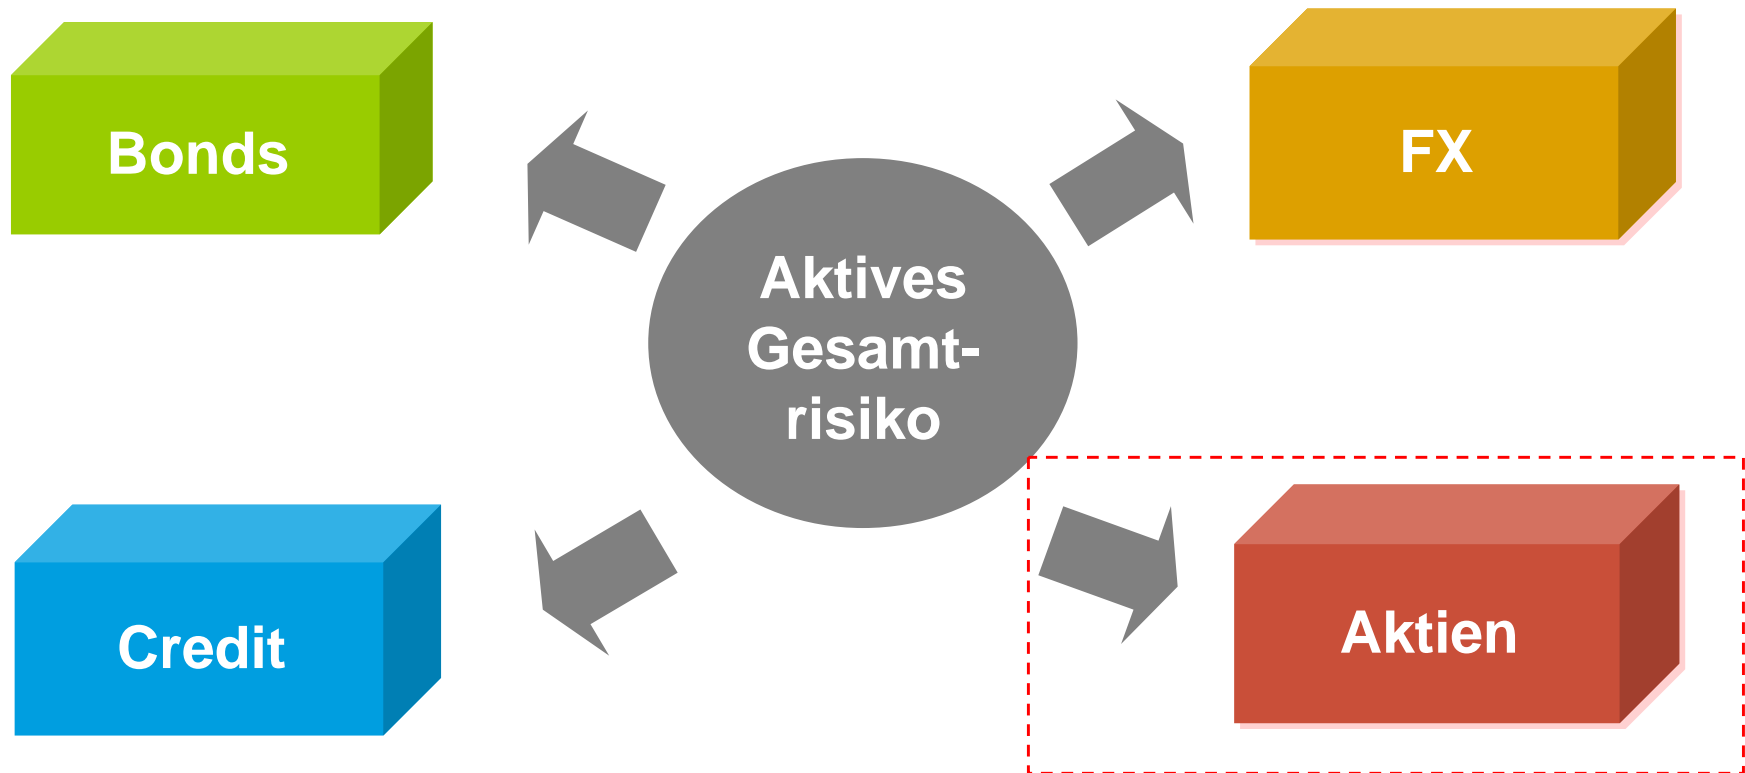 Bonds
FX
Aktives
Gesamt-
risiko
Credit
Aktien